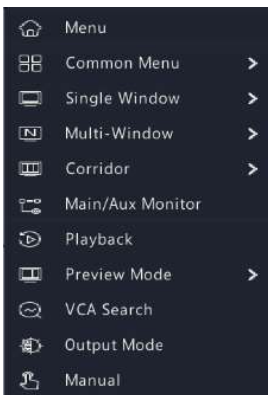 Menu
Common Menu
Single Window
Multi-Window
Corridor
Main/Aux Monitor
Playback
Preview Mode
VCA Search
Output Mode
Manual